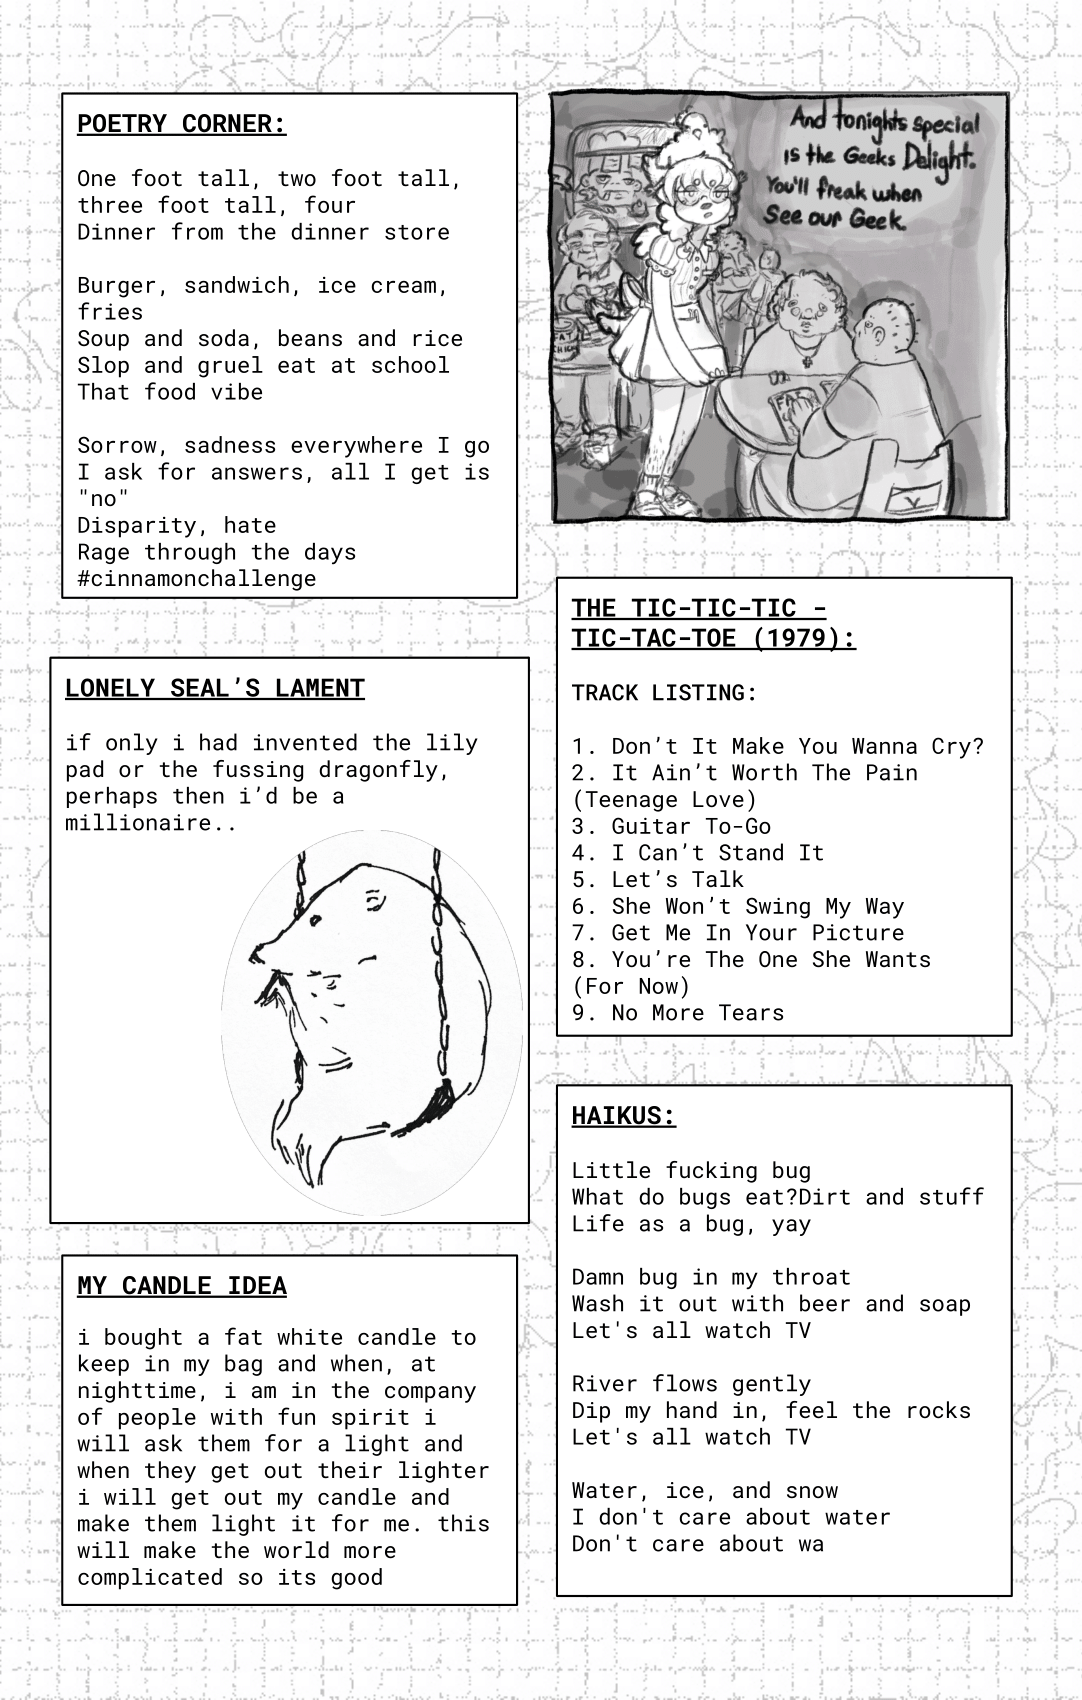 POETRY CORNER:
One foot tall, two foot tall,
three foot tall, four
Dinner from the dinner store
Burger, sandwich, ice cream,
fries
Soup and soda, beans and rice
Slop and gruel eat at school
That food vibe
Sorrow, sadness everywhere I go
I ask for answers, all I get is
"no"
Disparity, hate
Rage through the days
#cinnamonchallenge
And tonights special
is the Geeks Delight.
You'll freak when
See our Geek.
FAT
LONELY SEAL’S LAMENT
if only i had invented the lily
pad or the fussing dragonfly,
perhaps then i’d be a
millionaire..
MY CANDLE IDEA
i bought a fat white candle to
keep in my bag and when, at
nighttime, i am in the company
of people with fun spirit i
will ask them for a light and
when they get out their lighter
i will get out my candle and
make them light it for me. this
will make the world more
complicated so its good
THE TIC-TIC-TIC -
TIC-TAC-TOE (1979):
TRACK LISTING:
1. Don’t It Make You Wanna Cry?
2. It Ain’t Worth The Pain
(Teenage Love)
3. Guitar To-Go
4. I Can’t Stand It
5. Let’s Talk
6. She Won’t Swing My Way
7. Get Me In Your Picture
8. You’re The One She Wants
(For Now)
9. No More Tears
HAIKUS:
Little fucking bug
What do bugs eat?Dirt and stuff
Life as a bug, yay
Damn bug in my throat
Wash it out with beer and soap
Let's all watch TV
River flows gently
Dip my hand in, feel the rocks
Let's all watch TV
Water, ice, and snow
I don't care about water
Don't care about wa